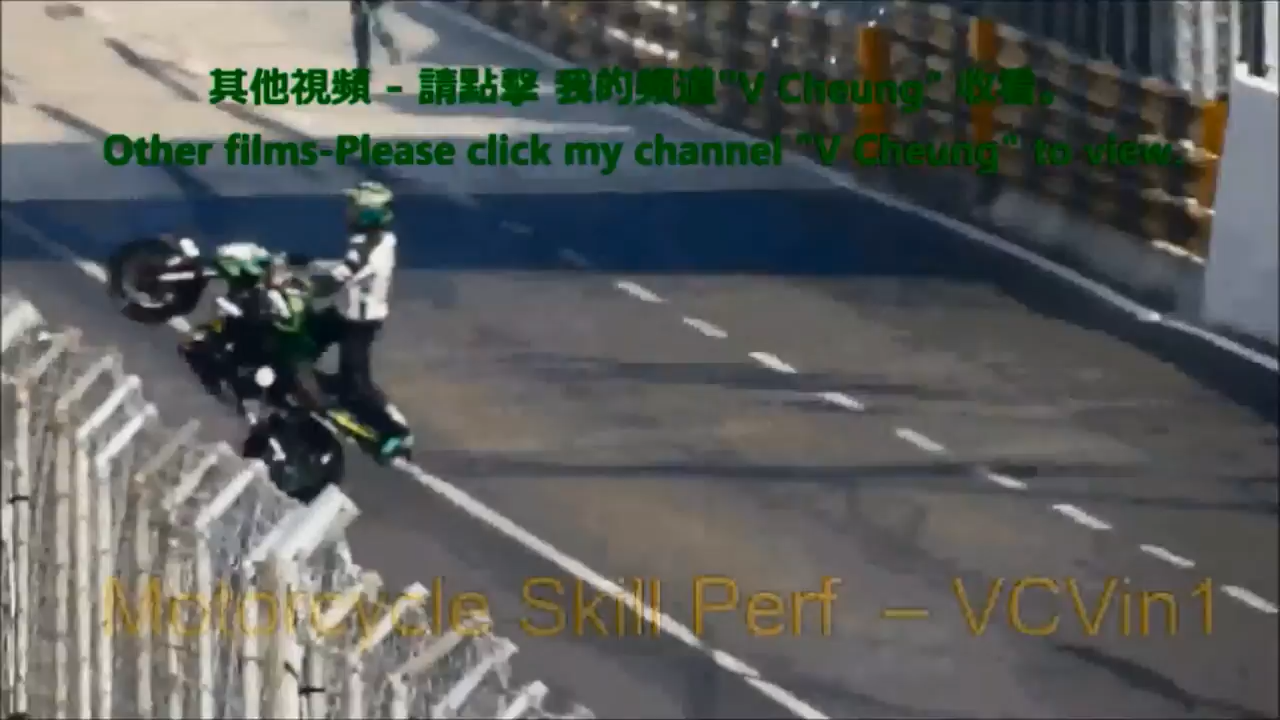 其他視頻 - 請點擊 我的頻道"V Cheung" 收看。
Other films-Please click my channel "V Cheung" to view.
Motorcycle Skill Perf – VCVin1